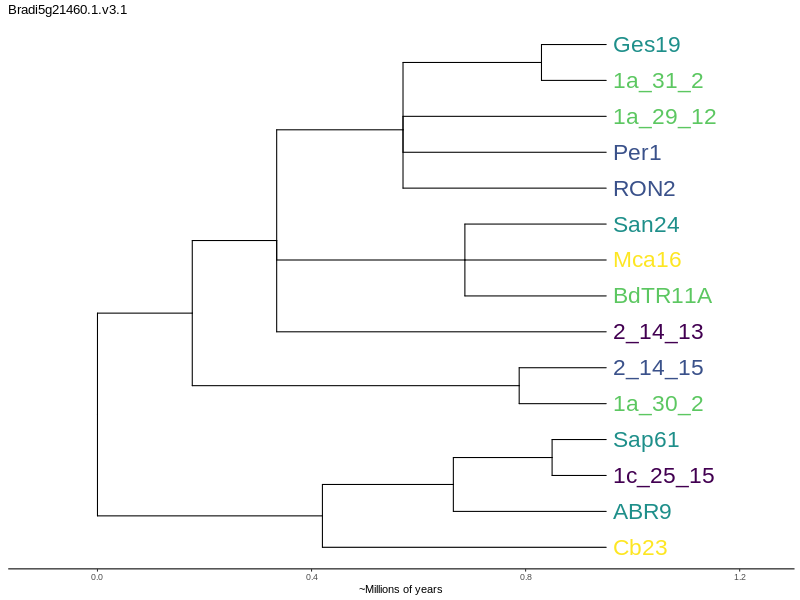 Bradi5g21460.1.v3.1
Ges19
1a_31_2
1a_29_12
Per1
RON2
San24
Mca16
BdTR11A
2_14_13
2_14_15
1a_30_2
Sap61
1c_25_15
ABR9
Cb23
0.0 0.4 0.8 1.2
~Millions of years